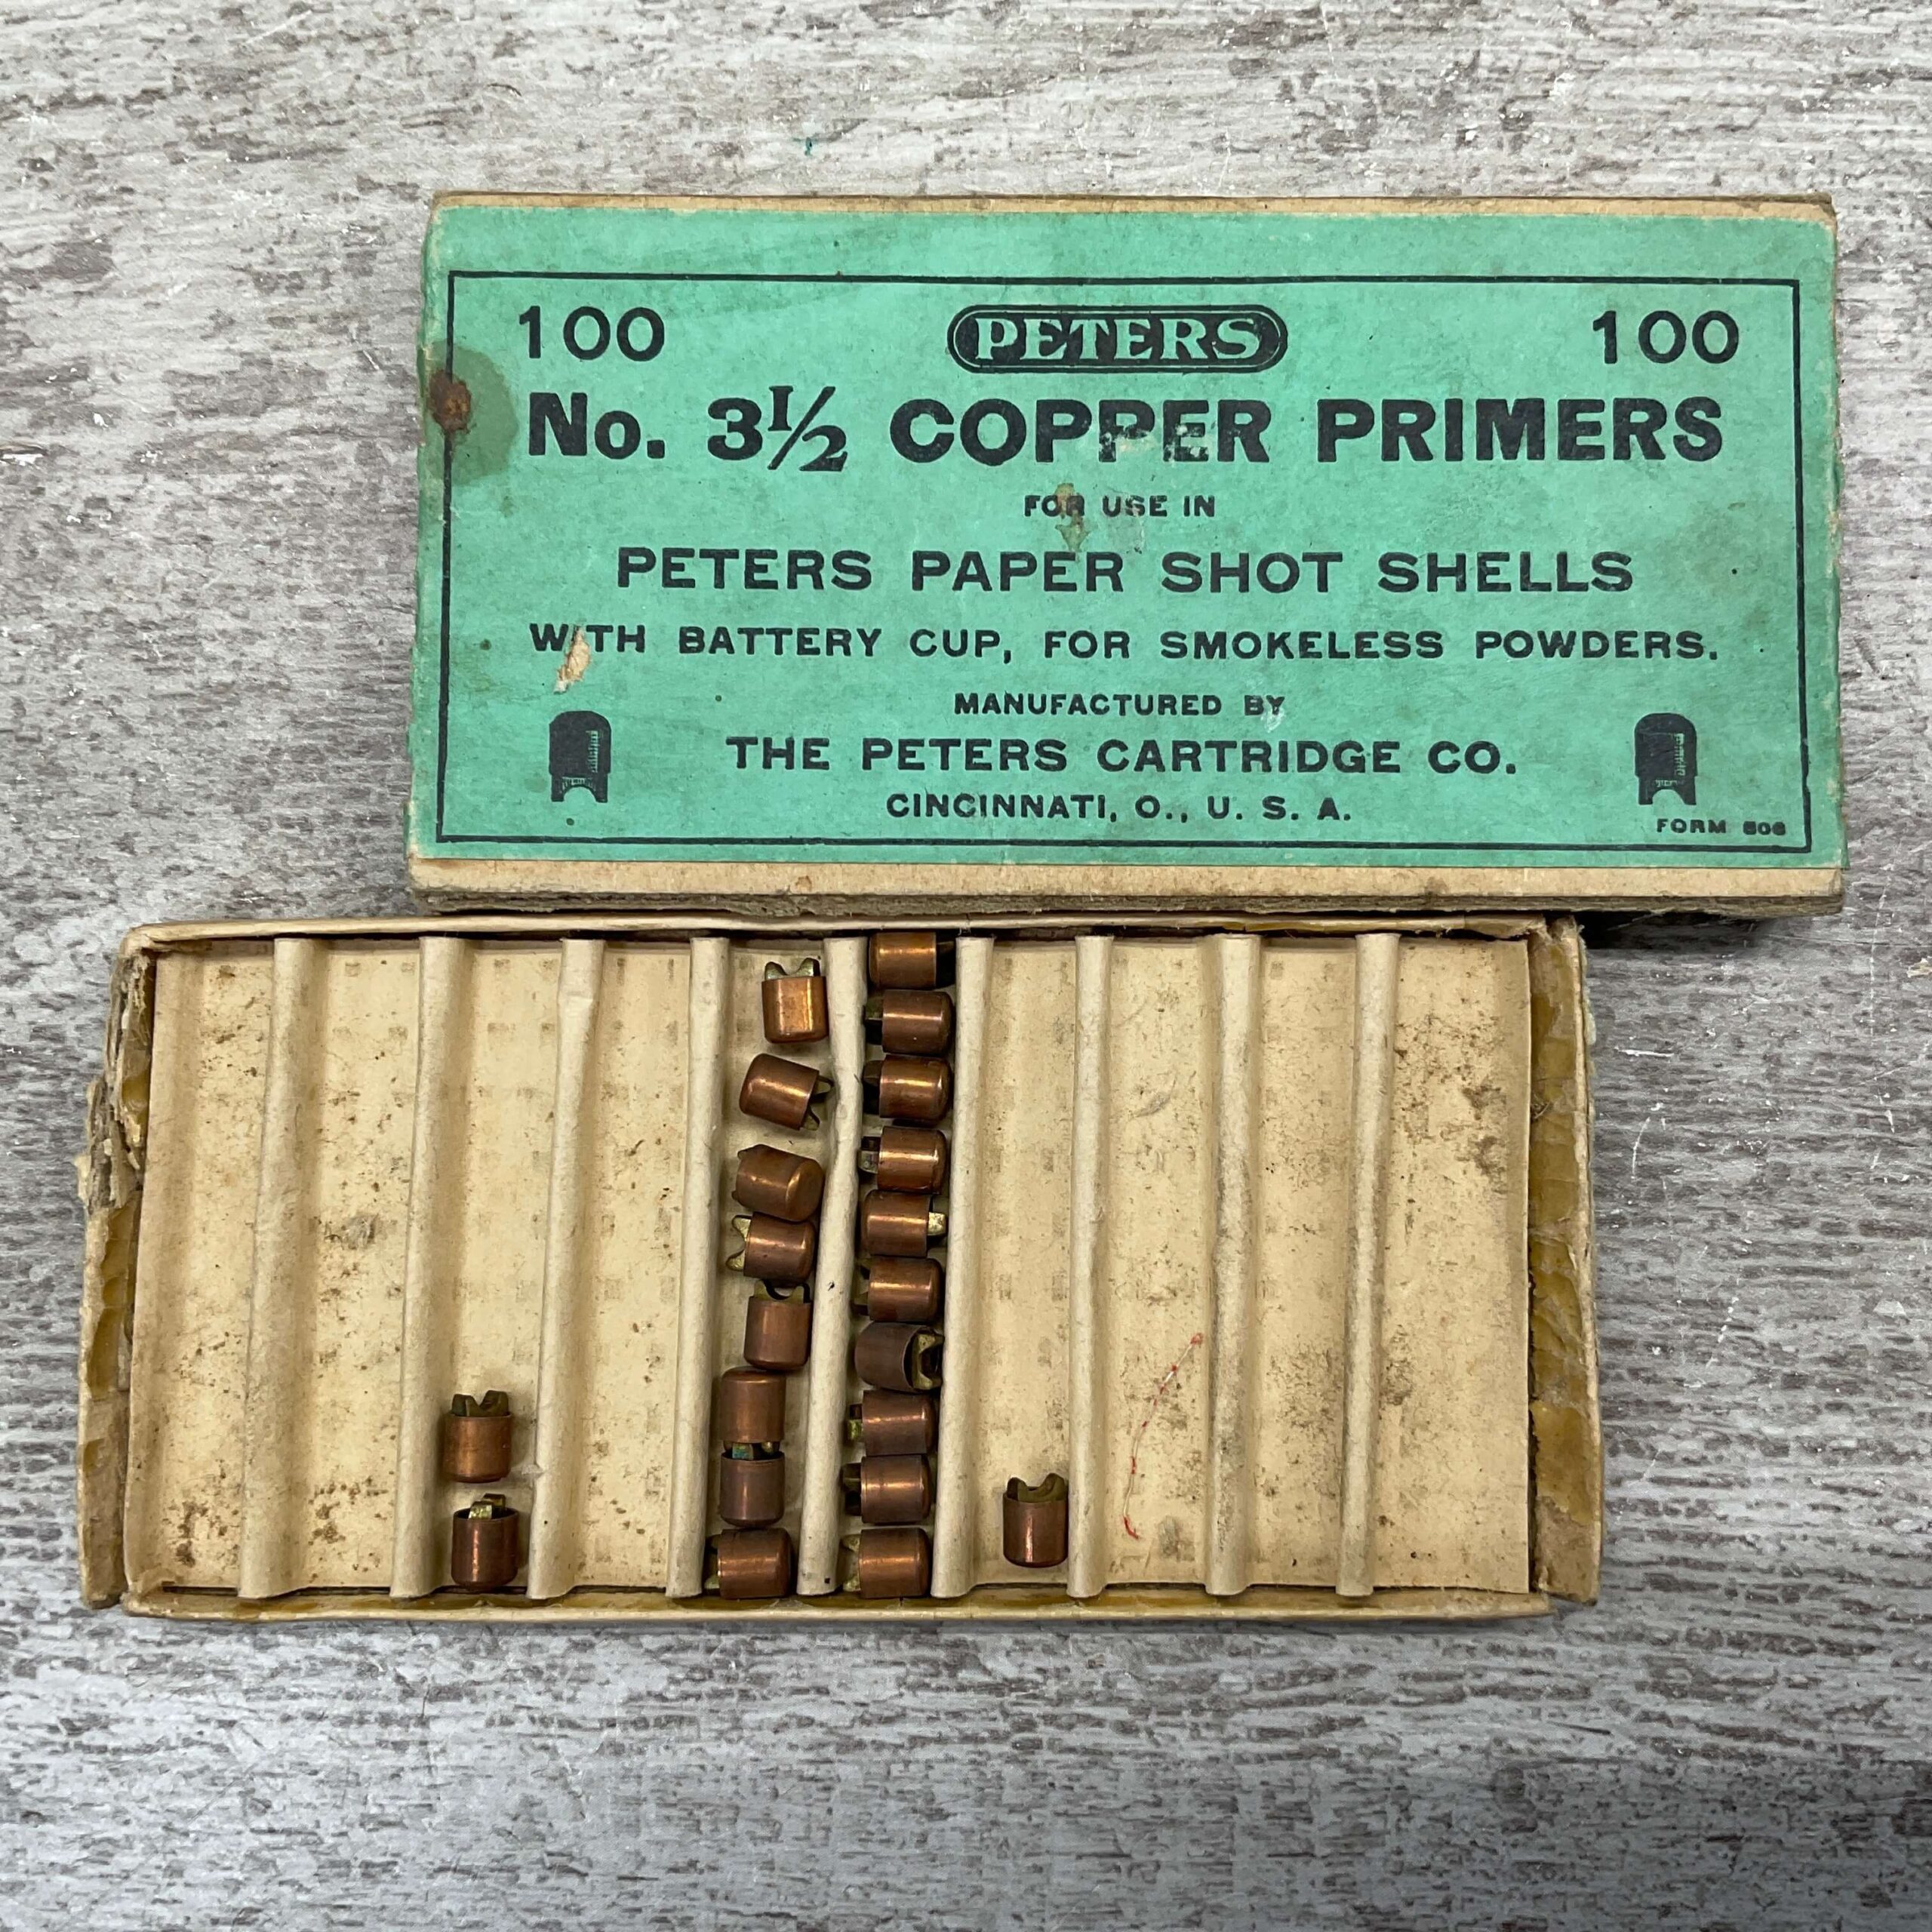 100 PETERS 100
No. 3½ COPPER PRIMERS
FOR USE IN
PETERS PAPER SHOT SHELLS
WITH BATTERY CUP, FOR SMOKELESS POWDERS.
MANUFACTURED BY
THE PETERS CARTRIDGE CO.
CINCINNATI, O., U. S. A.
FORM